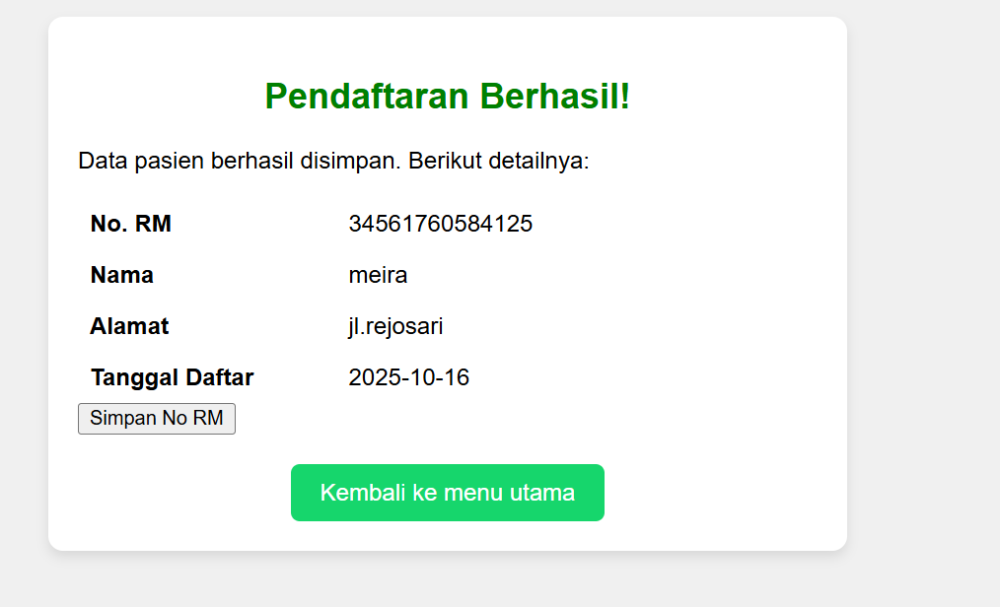 Pendaftaran Berhasil!
Data pasien berhasil disimpan. Berikut detailnya:
No. RM 34561760584125
Nama meira
Alamat jl.rejosari
Tanggal Daftar 2025-10-16
Simpan No RM
Kembali ke menu utama